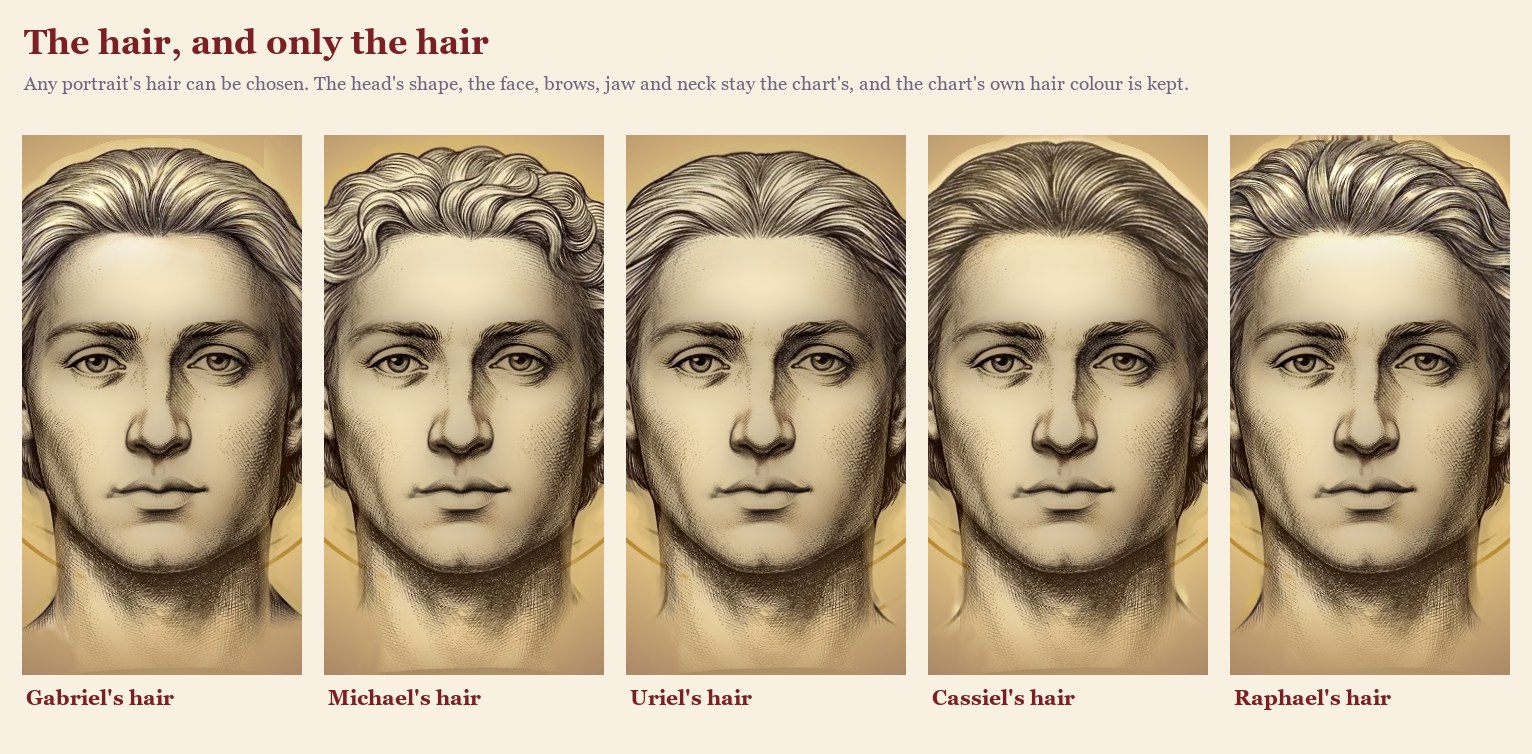 The hair, and only the hair
Any portrait's hair can be chosen. The head's shape, the face, brows, jaw and neck stay the chart's, and the chart's own hair colour is kept.
Gabriel's hair
Michael's hair
Uriel's hair
Cassiel's hair
Raphael's hair